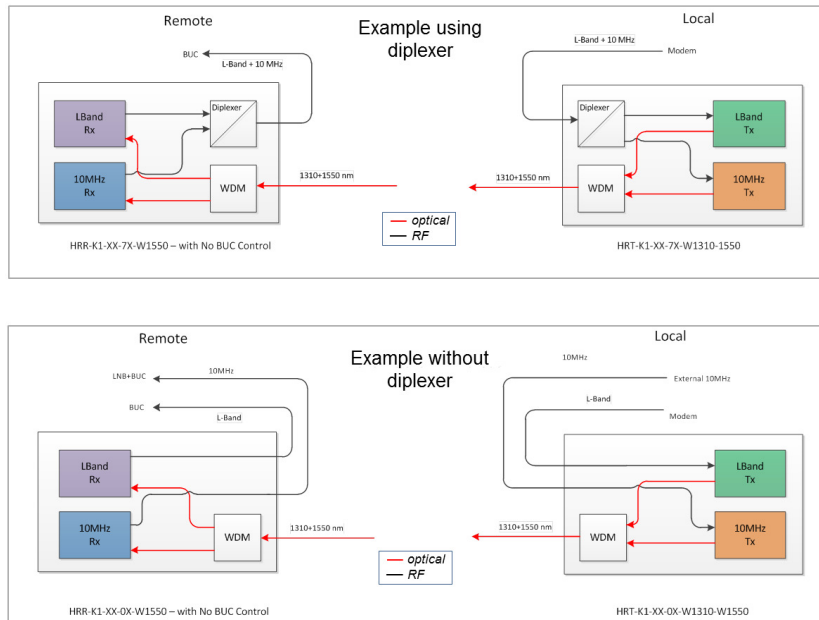 Remote
Example using
diplexer
Local
BUC
L-Band + 10 MHz
L-Band + 10 MHz
Modem
LBand
Rx
Diplexer
10MHz
Rx
WDM
1310+1550 nm
1310+1550 nm
Diplexer
LBand
Tx
WDM
10MHz
Tx
optical
RF
HRR-K1-XX-7X-W1550 – with No BUC Control
HRT-K1-XX-7X-W1310-1550
Remote
Example without
diplexer
Local
LNB+BUC
10MHz
BUC
L-Band
10MHz
External 10MHz
L-Band
Modem
LBand
Rx
10MHz
Rx
WDM
1310+1550 nm
1310+1550 nm
WDM
LBand
Tx
10MHz
Tx
optical
RF
HRR-K1-XX-0X-W1550 – with No BUC Control
HRT-K1-XX-0X-W1310-W1550